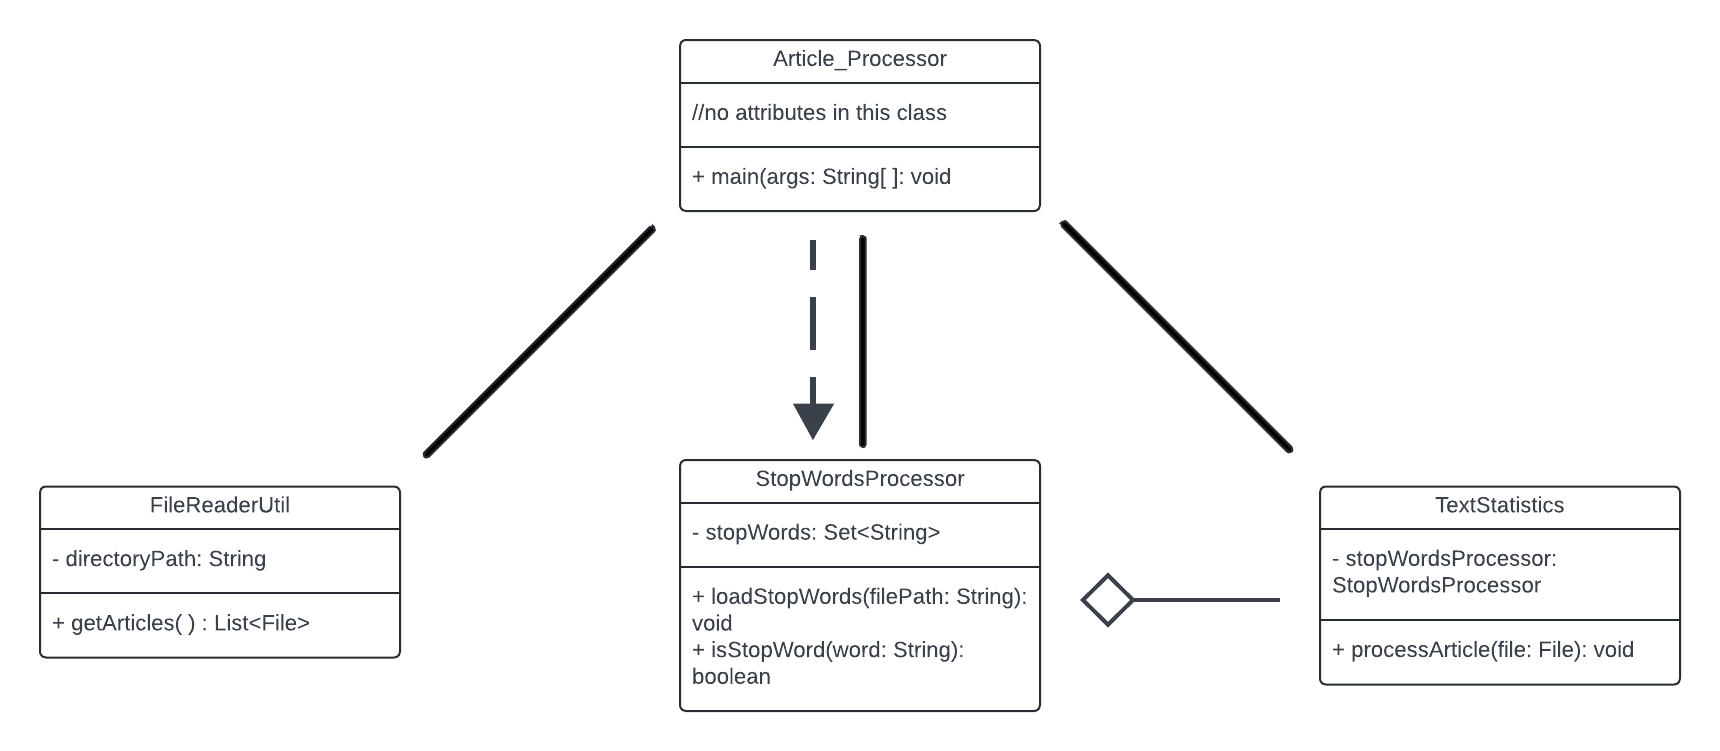 Article_Processor
//no attributes in this class
+ main(args: String[ ]: void
FileReaderUtil
- directoryPath: String
+ getArticles( ) : List<File>
StopWordsProcessor
- stopWords: Set<String>
+ loadStopWords(filePath: String):
void
+ isStopWord(word: String):
boolean
TextStatistics
- stopWordsProcessor:
StopWordsProcessor
+ processArticle(file: File): void